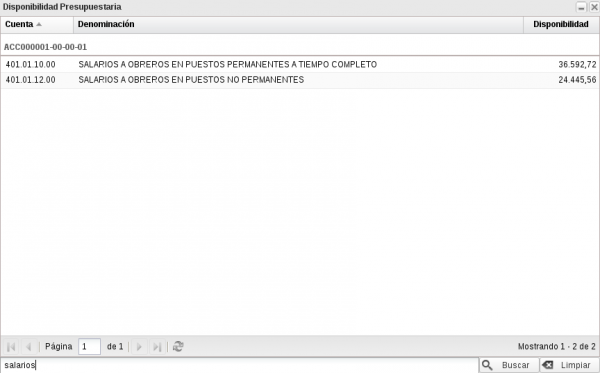 Disponibilidad Presupuestaria
Cuenta Denominación Disponibilidad
ACC000001-00-00-01
401.01.10.00 SALARIOS A OBREROS EN PUESTOS PERMANENTES A TIEMPO COMPLETO 36.592,72
401.01.12.00 SALARIOS A OBREROS EN PUESTOS NO PERMANENTES 24.445,56
Página 1 de 1 Mostrando 1 - 2 de 2
salarios Buscar Limpiar